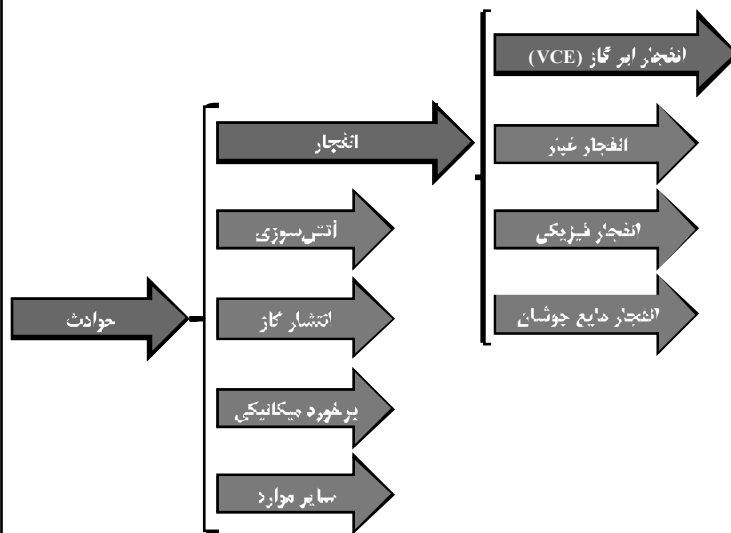 حوادث
انفجار
آتش‌سوزی
انتشار گاز
برخورد میکانیکی
سایر موارد
انفجار ابر گاز (VCE)
انفجار غبار
انفجار فیزیکی
انفجار مایع جوشان